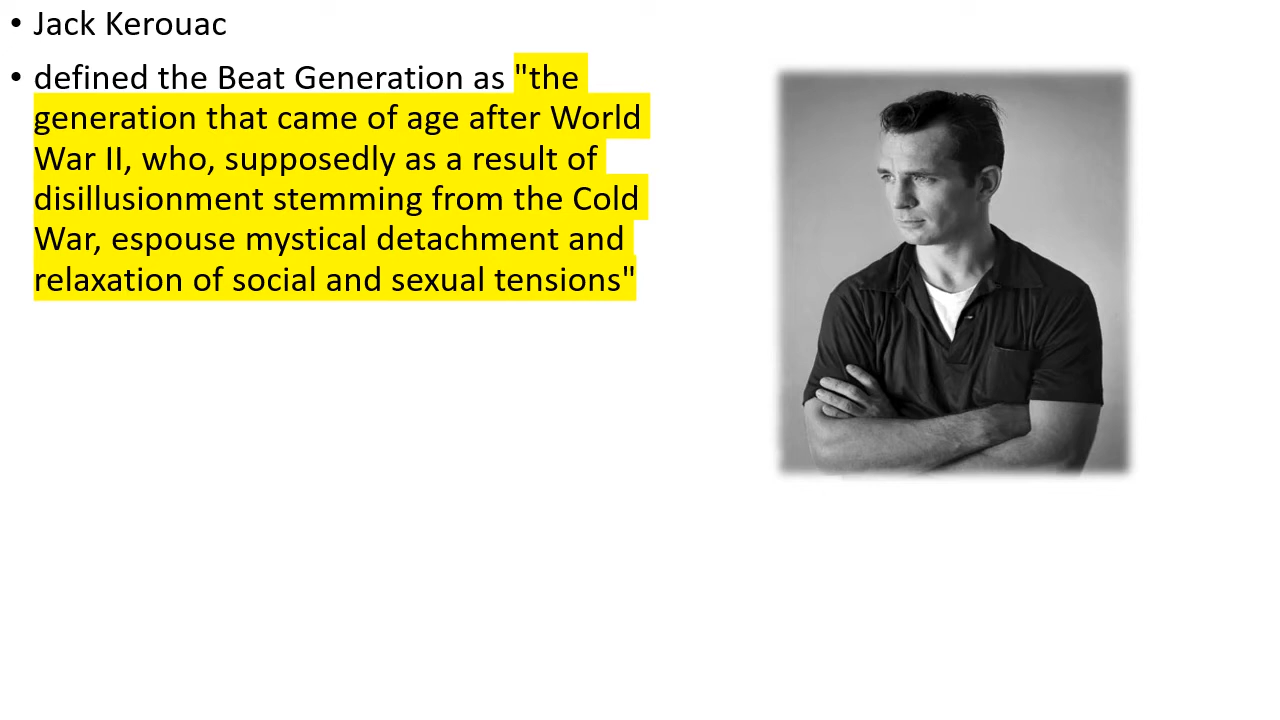 • Jack Kerouac
• defined the Beat Generation as "the
generation that came of age after World
War II, who, supposedly as a result of
disillusionment stemming from the Cold
War, espouse mystical detachment and
relaxation of social and sexual tensions"